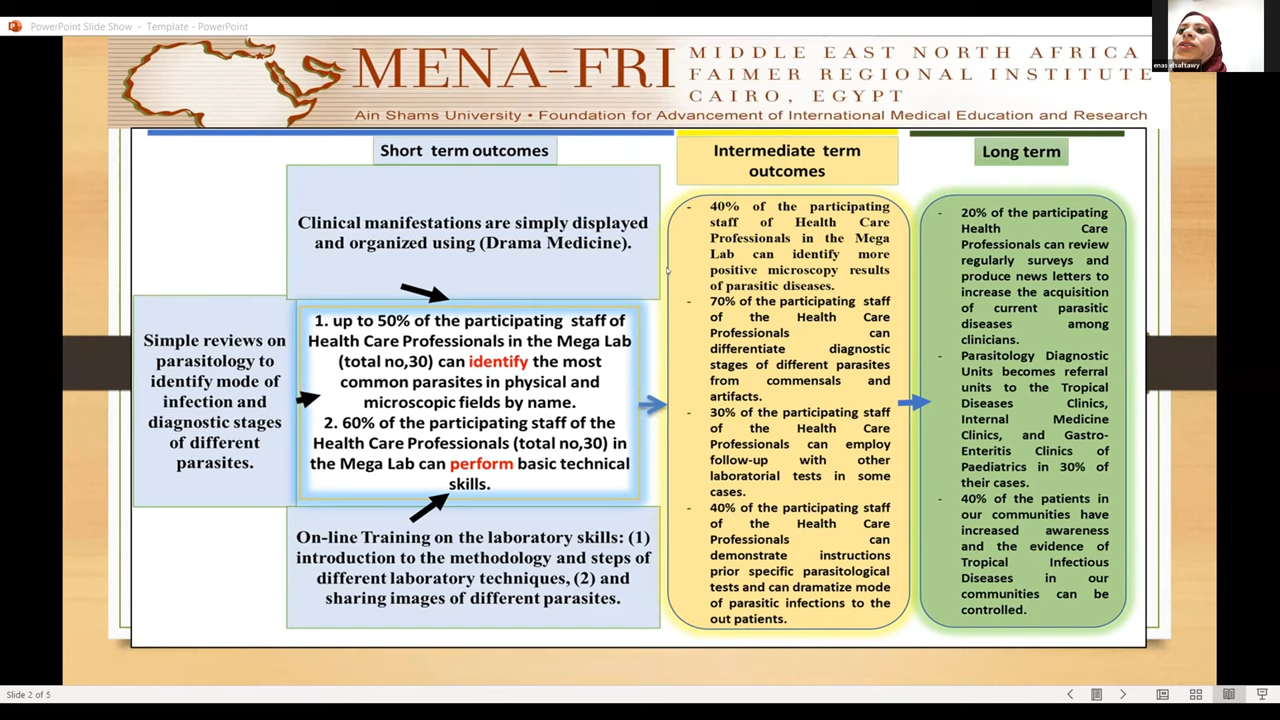 PowerPoint Slide Show - Template - PowerPoint
enas elsaftawy
MENA-FRI
MIDDLE EAST NORTH AFRICA
FAIMER REGIONAL INSTITUTE
CAIRO, EGYPT
Ain Shams University • Foundation for Advancement of International Medical Education and Research
Short term outcomes
Clinical manifestations are simply displayed
and organized using (Drama Medicine).
Simple reviews on
parasitology to
identify mode of
infection and
diagnostic stages
of different
parasites.
1. up to 50% of the participating staff of
Health Care Professionals in the Mega Lab
(total no,30) can identify the most
common parasites in physical and
microscopic fields by name.
2. 60% of the participating staff of the
Health Care Professionals (total no,30) in
the Mega Lab can perform basic technical
skills.
On-line Training on the laboratory skills: (1)
introduction to the methodology and steps of
different laboratory techniques, (2) and
sharing images of different parasites.
Intermediate term
outcomes
- 40% of the participating
staff of Health Care
Professionals in the Mega
Lab can identify more
positive microscopy results
of parasitic diseases.
- 70% of the participating staff
of the Health Care
Professionals can
differentiate diagnostic
stages of different parasites
from commensals and
artifacts.
- 30% of the participating staff
of the Health Care
Professionals can employ
follow-up with other
laboratorial tests in some
cases.
- 40% of the participating staff
of the Health Care
Professionals can
demonstrate instructions
prior specific parasitological
tests and can dramatize mode
of parasitic infections to the
out patients.
Long term
- 20% of the participating
Health Care
Professionals can review
regularly surveys and
produce news letters to
increase the acquisition
of current parasitic
diseases among
clinicians.
- Parasitology Diagnostic
Units becomes referral
units to the Tropical
Diseases Clinics,
Internal Medicine
Clinics, and Gastro-
Enteritis Clinics of
Paediatrics in 30% of
their cases.
- 40% of the patients in
our communities have
increased awareness
and the evidence of
Tropical Infectious
Diseases in our
communities can be
controlled.
Slide 2 of 5